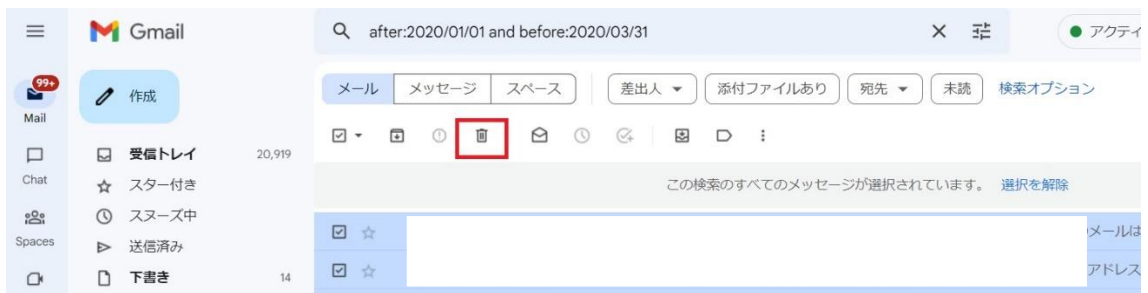 Gmail
after:2020/01/01 and before:2020/03/31
アクティ
99+
Mail
作成
メール メッセージ スペース 差出人 添付ファイルあり 宛先 未読 検索オプション
Chat
受信トレイ 20,919
スター付き
この検索のすべてのメッセージが選択されています。 選択を解除
Spaces
スヌーズ中
送信済み
メールは
下書き 14
アドレス